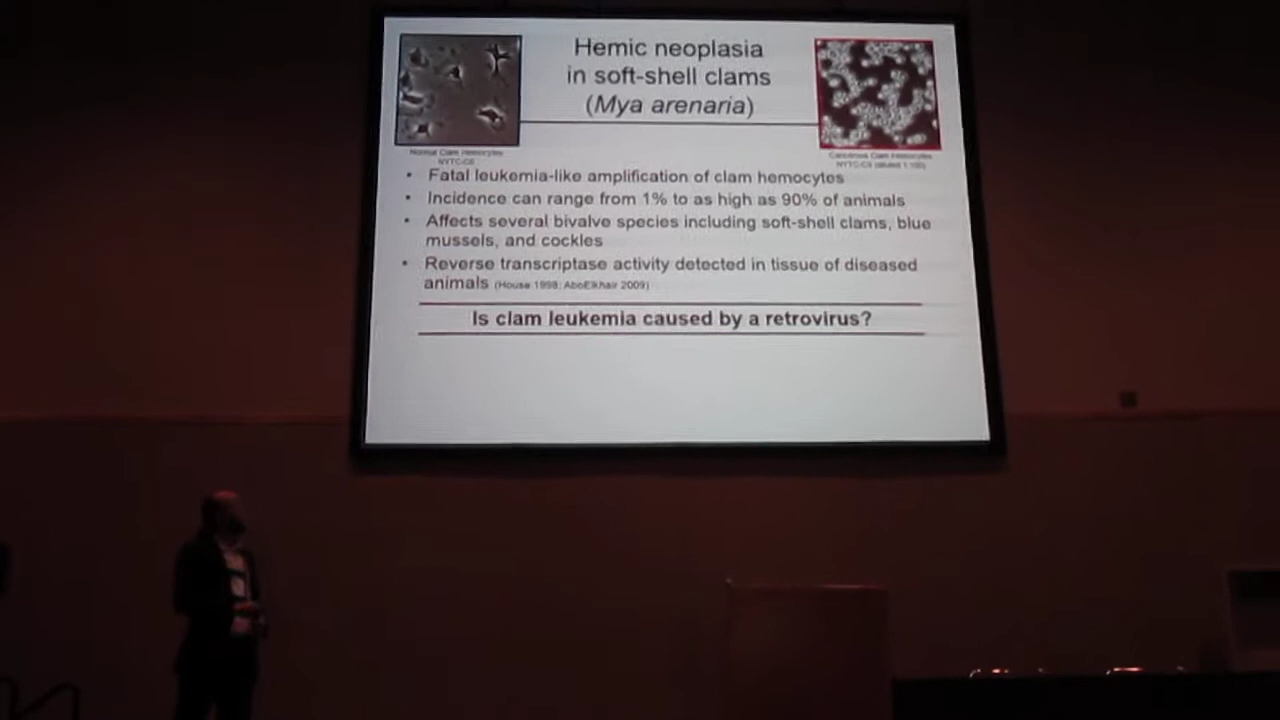 Hemic neoplasia
in soft-shell clams
(Mya arenaria)
Normal Clam Hemocytes
NYTC-C6
Cancerous Clam Hemocytes
NYTC-C9 (diluted 1:100)
• Fatal leukemia-like amplification of clam hemocytes
• Incidence can range from 1% to as high as 90% of animals
• Affects several bivalve species including soft-shell clams, blue
mussels, and cockles
• Reverse transcriptase activity detected in tissue of diseased
animals (House 1998; AboElkhair 2009)
Is clam leukemia caused by a retrovirus?